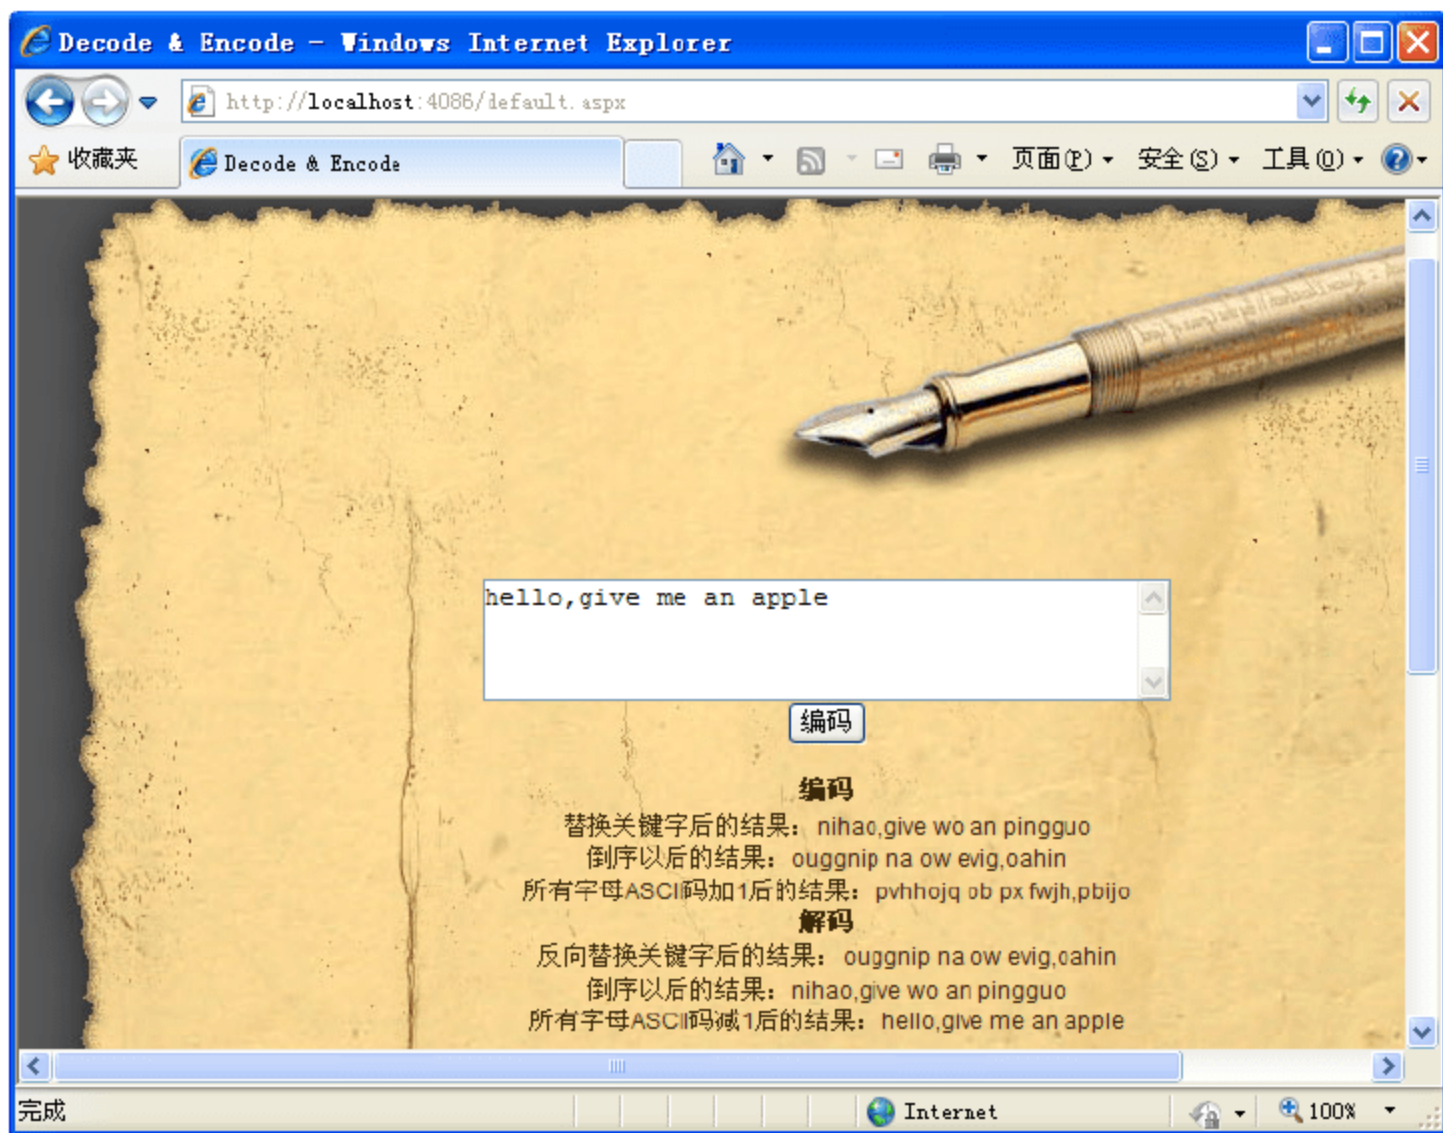 Decode & Encode - Windows Internet Explorer
http://localhost:4086/default.aspx
收藏夹 Decode & Encode 页面(P) 安全(S) 工具(O)
hello,give me an apple
编码
编码
替换关键字后的结果：nihao,give wo an pingguo
倒序以后的结果：ouggnip na ow evig,oahin
所有字母ASCII码加1后的结果：pvhhojq ob px fwjh,pbijo
解码
反向替换关键字后的结果：ouggnip na ow evig,oahin
倒序以后的结果：nihao,give wo an pingguo
所有字母ASCII码减1后的结果：hello,give me an apple
完成 Internet 100%